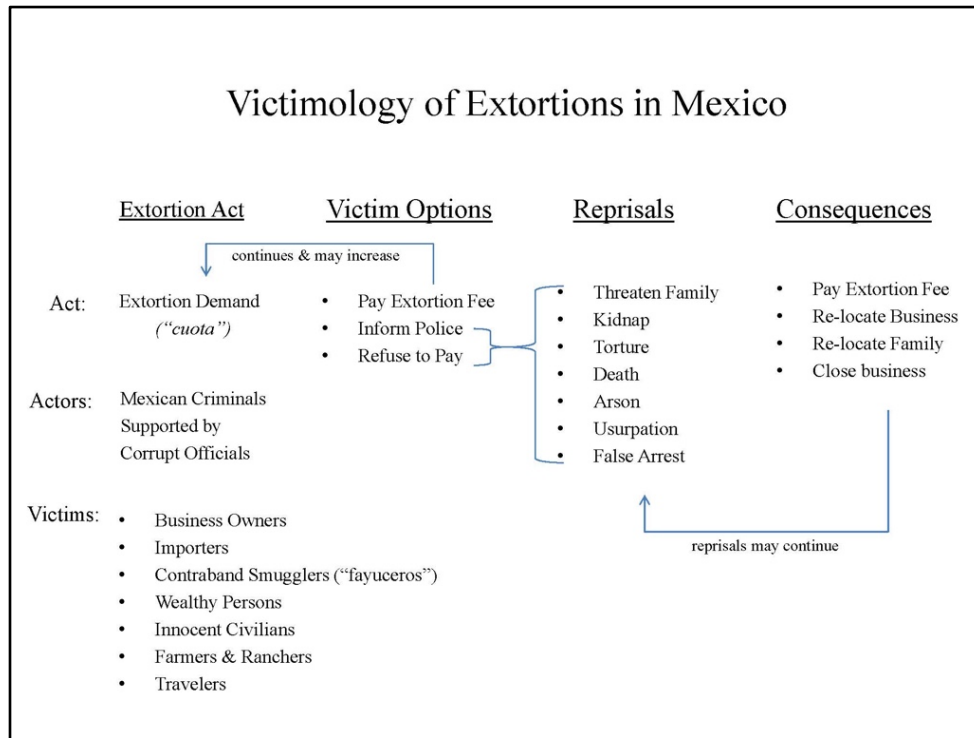 Victimology of Extortions in Mexico
Extortion Act
Victim Options
Reprisals
Consequences
continues & may increase
Act:
Extortion Demand
(“cuota”)
• Pay Extortion Fee
• Inform Police
• Refuse to Pay
• Threaten Family
• Kidnap
• Torture
• Death
• Arson
• Usurpation
• False Arrest
• Pay Extortion Fee
• Re-locate Business
• Re-locate Family
• Close business
reprisals may continue
Actors:
Mexican Criminals
Supported by
Corrupt Officials
Victims:
• Business Owners
• Importers
• Contraband Smugglers (“fayuceros”)
• Wealthy Persons
• Innocent Civilians
• Farmers & Ranchers
• Travelers